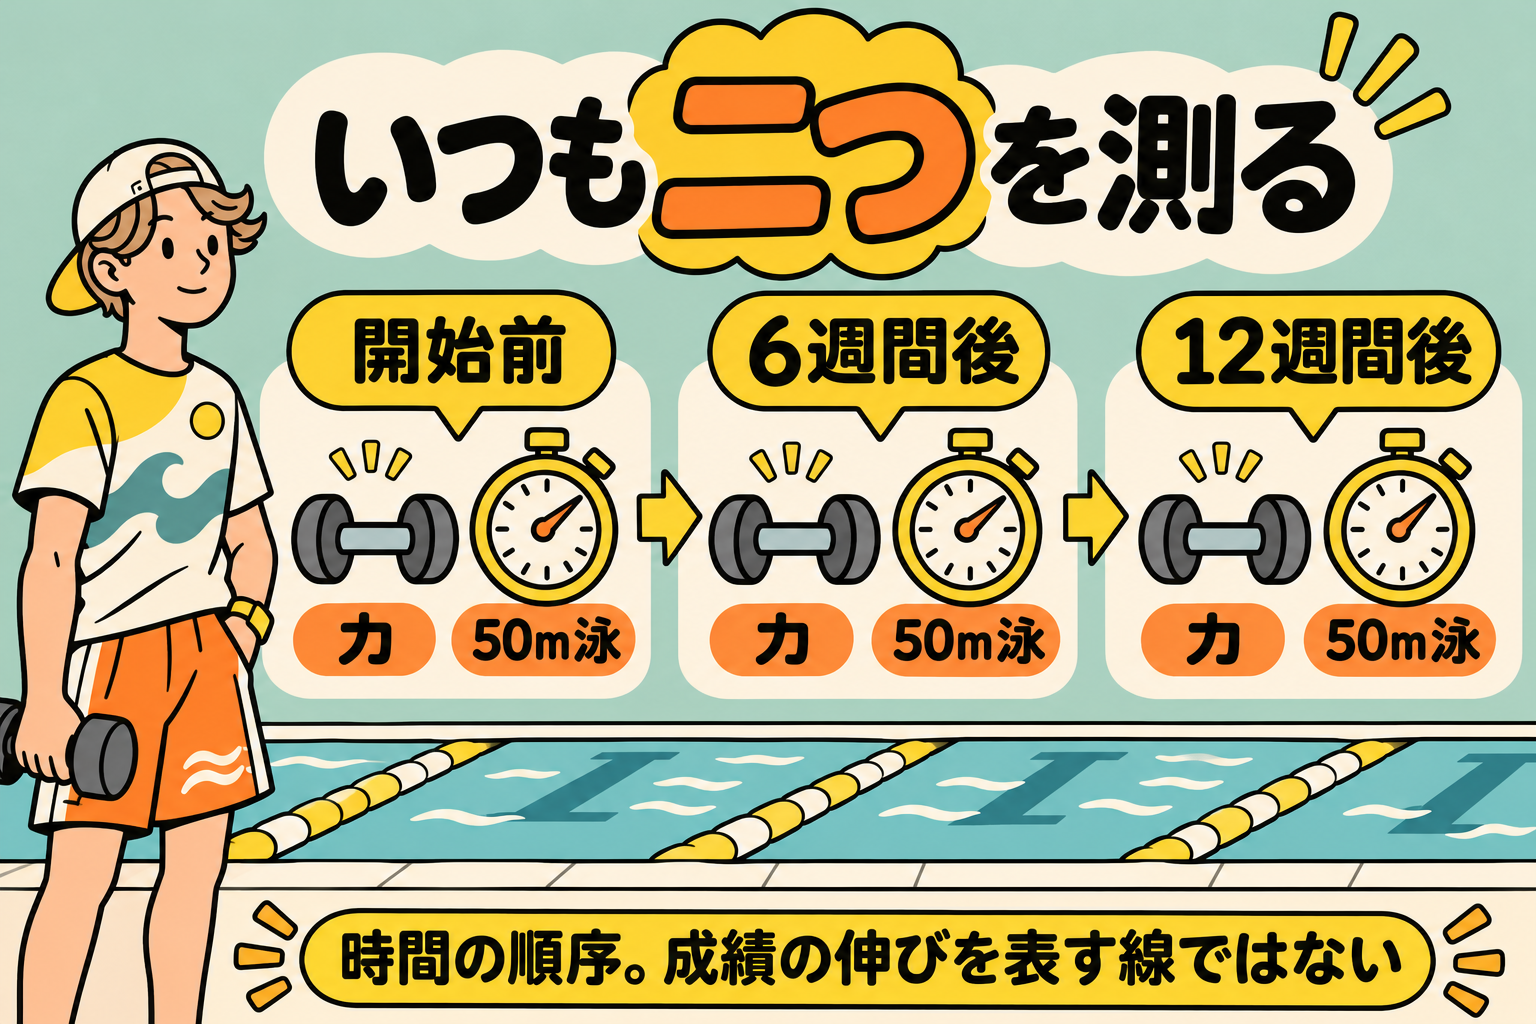 いつも二つを測る
開始前
6週間後
12週間後
力
50m泳
力
50m泳
力
50m泳
時間の順序。成績の伸びを表す線ではない